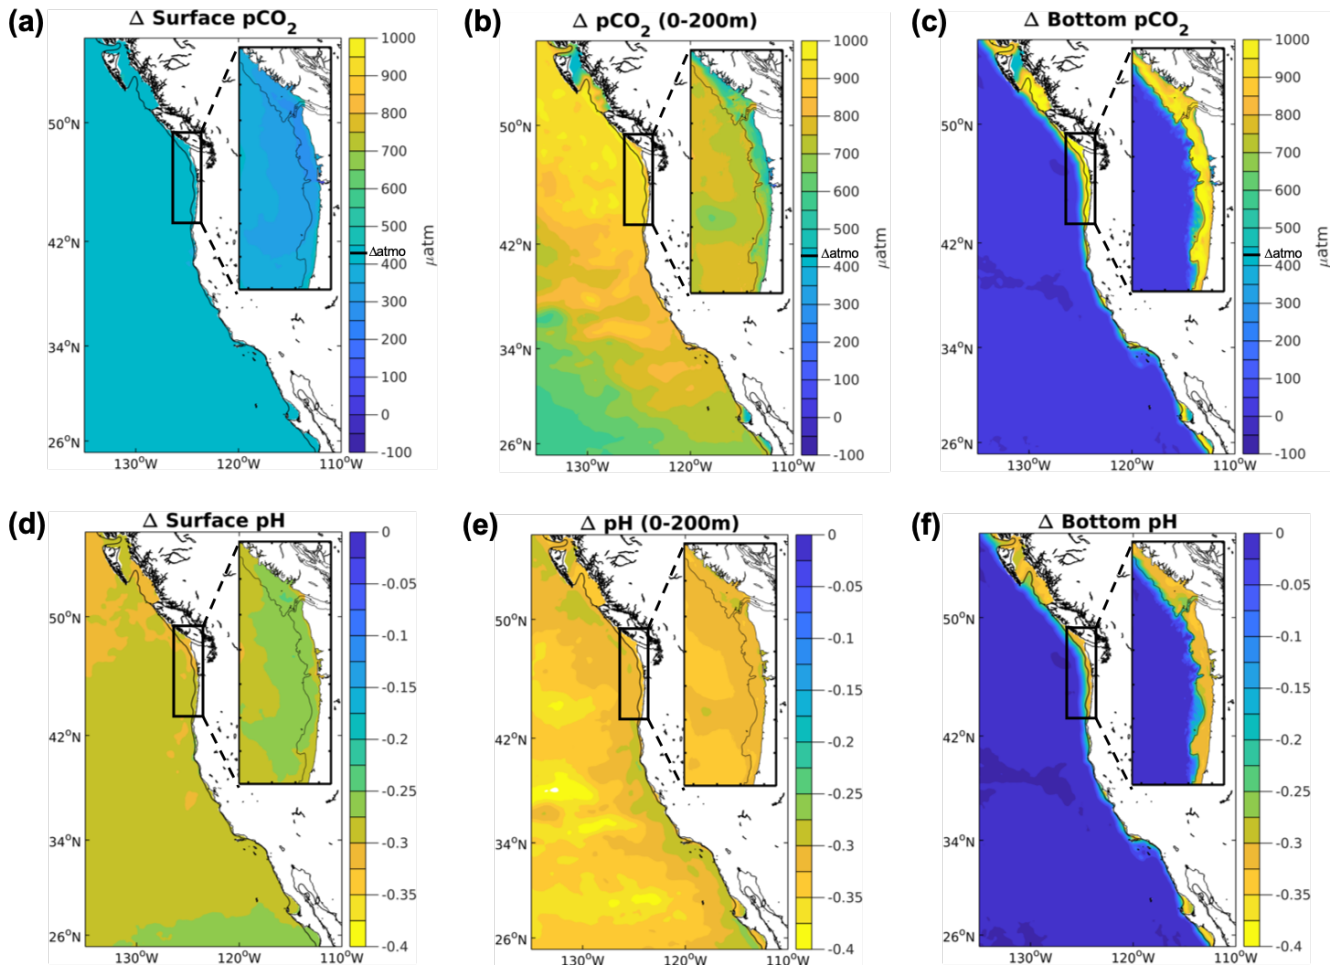 (a) Δ Surface pCO2
(b) Δ pCO2 (0-200m)
(c) Δ Bottom pCO2
1000
900
800
700
600
500
Δatmo
400
300
200
100
0
-100
μatm
50°N
42°N
34°N
26°N
130°W 120°W 110°W
1000
900
800
700
600
500
Δatmo
400
300
200
100
0
-100
μatm
50°N
42°N
34°N
26°N
130°W 120°W 110°W
1000
900
800
700
600
500
Δatmo
400
300
200
100
0
-100
μatm
50°N
42°N
34°N
26°N
130°W 120°W 110°W
(d) Δ Surface pH
(e) Δ pH (0-200m)
(f) Δ Bottom pH
0
-0.05
-0.1
-0.15
-0.2
-0.25
-0.3
-0.35
-0.4
50°N
42°N
34°N
26°N
130°W 120°W 110°W
0
-0.05
-0.1
-0.15
-0.2
-0.25
-0.3
-0.35
-0.4
50°N
42°N
34°N
26°N
130°W 120°W 110°W
0
-0.05
-0.1
-0.15
-0.2
-0.25
-0.3
-0.35
-0.4
50°N
42°N
34°N
26°N
130°W 120°W 110°W